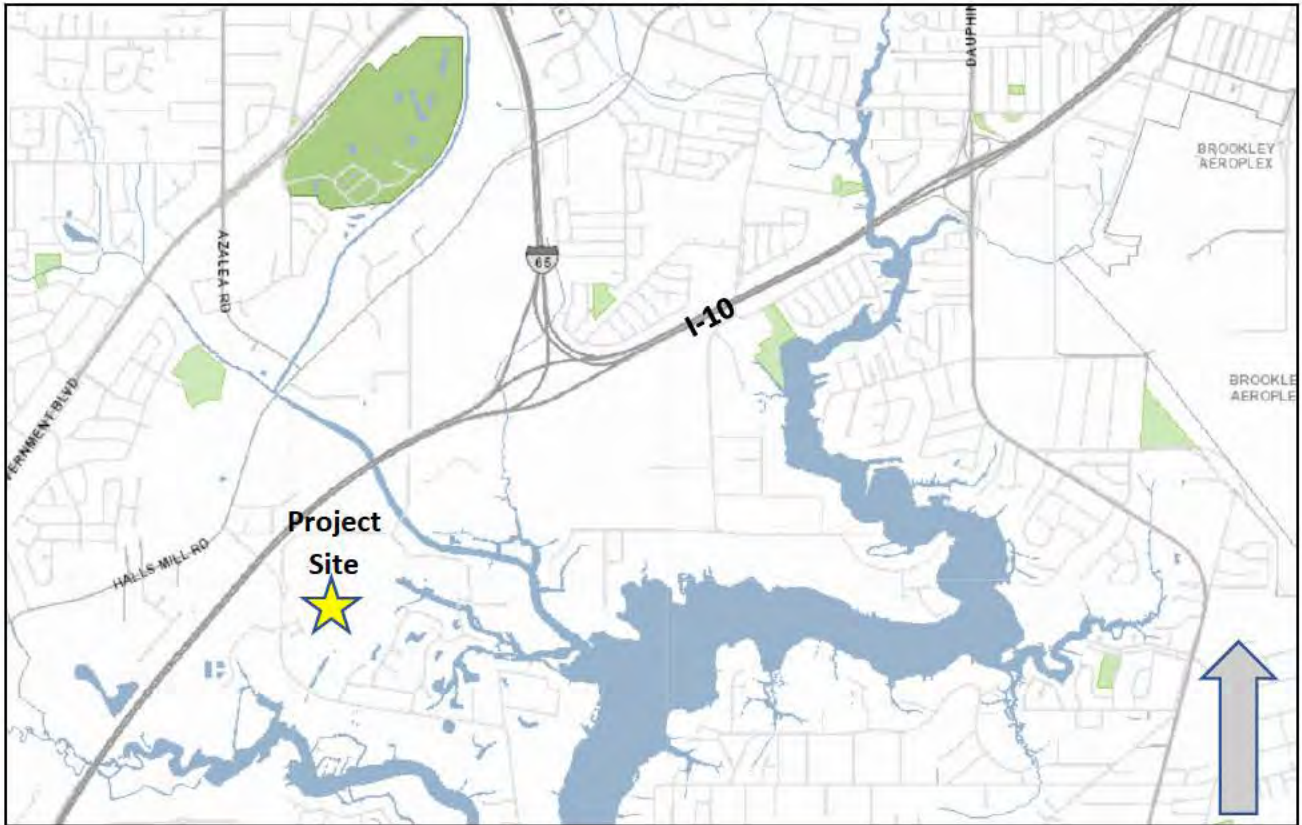 DAUPHIN
BROOKLEY
AEROPLEX
AZALEA RD
65
I-10
BROOKLE
AEROPLE
VERNMENT BLVD
Project
Site
HALLS MILL RD